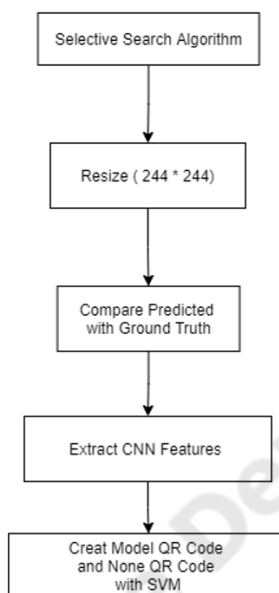 Selective Search Algorithm
Resize ( 244 * 244)
Compare Predicted
with Ground Truth
Extract CNN Features
Creat Model QR Code
and None QR Code
with SVM